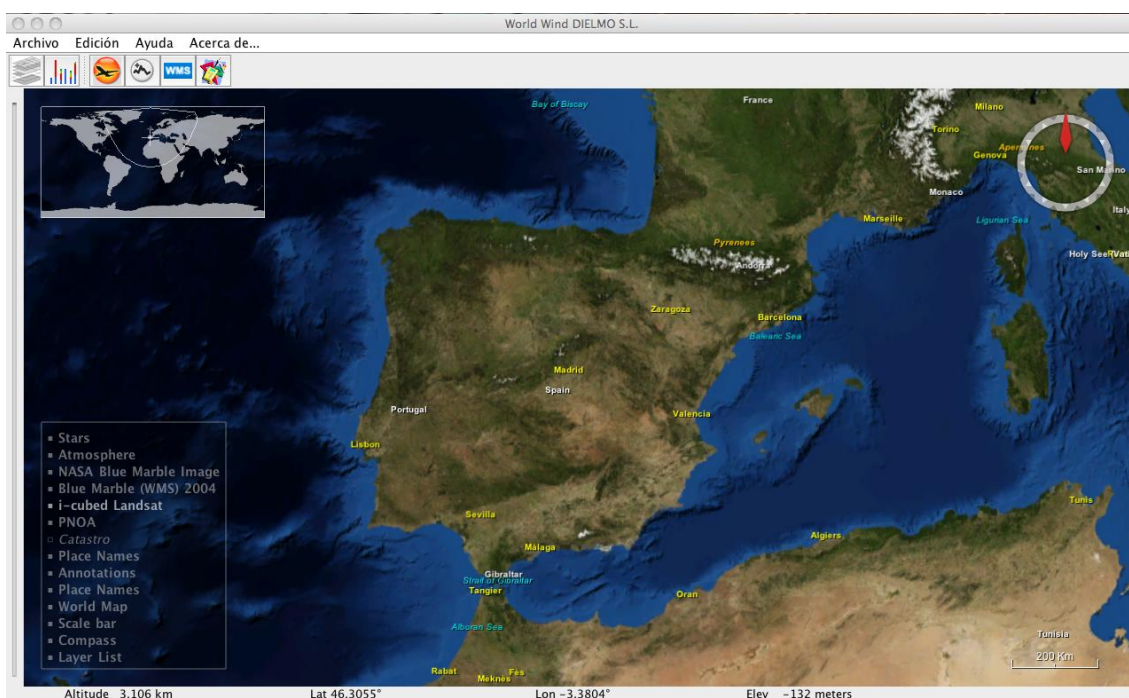 World Wind DIELMO S.L.
Archivo Edición Ayuda Acerca de...
WMS
Bay of Biscay
France
Milano
Torino
Apennines
Genova
San Marino
Monaco
Italy
Marseille
Ligurian Sea
Pyrenees
Andorra
Holy See
Zaragoza
Barcelona
Balearic Sea
Madrid
Spain
Portugal
Valencia
Lisbon
Stars
Atmosphere
NASA Blue Marble Image
Blue Marble (WMS) 2004
i-cubed Landsat
PNOA
Catastro
Place Names
Annotations
Place Names
World Map
Scale bar
Compass
Layer List
Sevilla
Tunis
Málaga
Algiers
Gibraltar
Strait of Gibraltar
Tangier
Oran
Alboran Sea
Tunisia
200 Km
Rabat
Fès
Meknes
Altitude 3.106 km Lat 46.3055° Lon -3.3804° Elev -132 meters